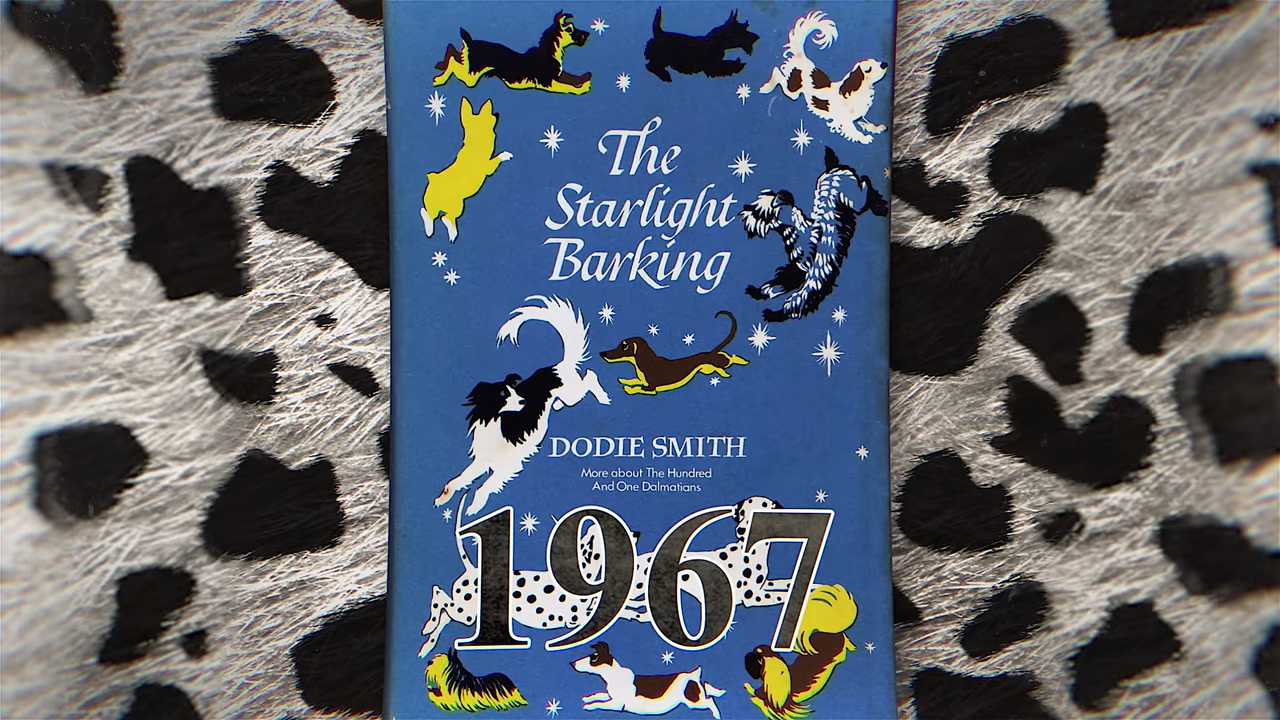 The
Starlight
Barking
DODIE SMITH
More about The Hundred
And One Dalmatians
1967